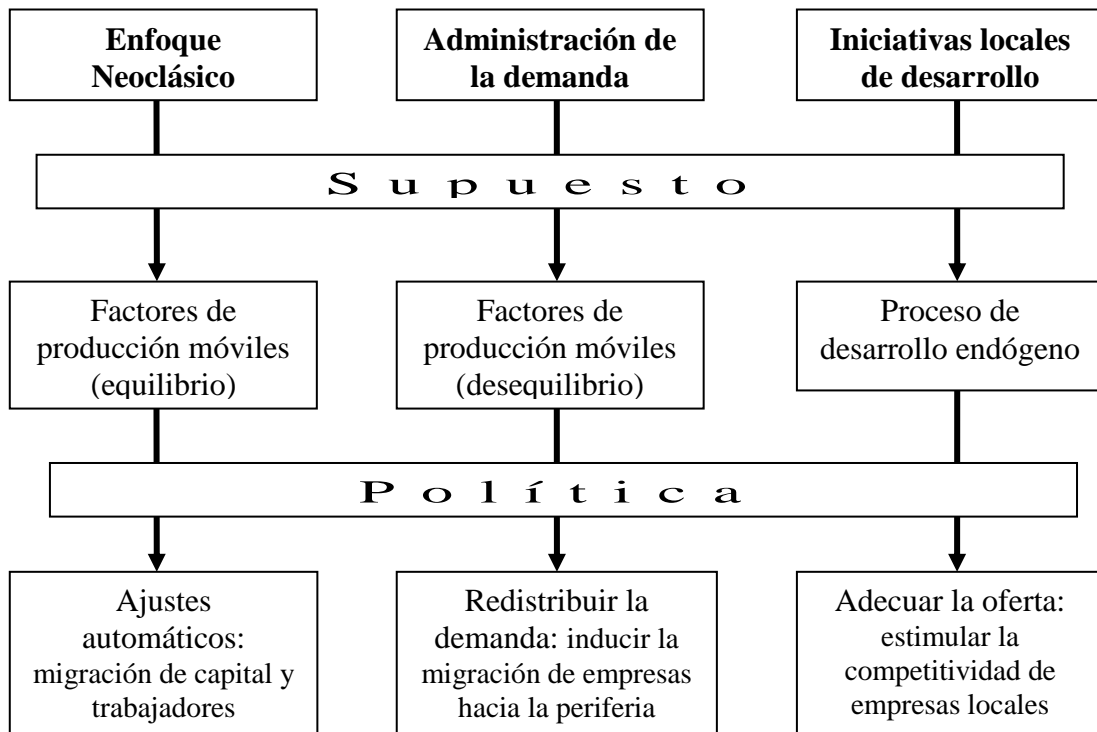 Enfoque
Neoclásico
Administración de
la demanda
Iniciativas locales
de desarrollo
Supuesto
Factores de
producción móviles
(equilibrio)
Factores de
producción móviles
(desequilibrio)
Proceso de
desarrollo endógeno
Política
Ajustes
automáticos:
migración de capital y
trabajadores
Redistribuir la
demanda: inducir la
migración de empresas
hacia la periferia
Adecuar la oferta:
estimular la
competitividad de
empresas locales